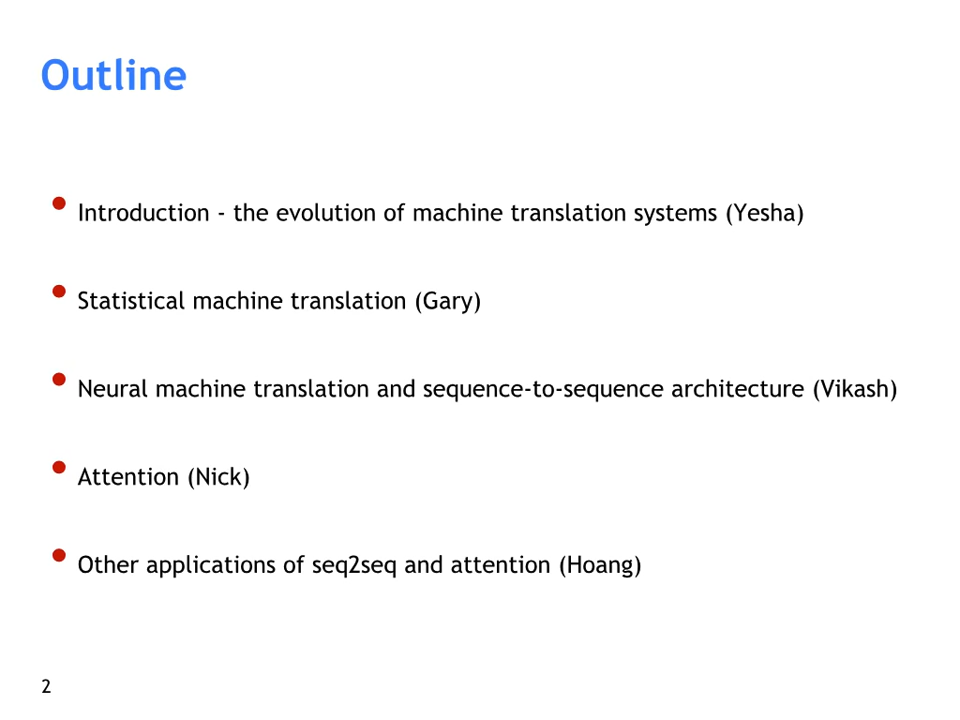 Outline
• Introduction - the evolution of machine translation systems (Yesha)
• Statistical machine translation (Gary)
• Neural machine translation and sequence-to-sequence architecture (Vikash)
• Attention (Nick)
• Other applications of seq2seq and attention (Hoang)
2